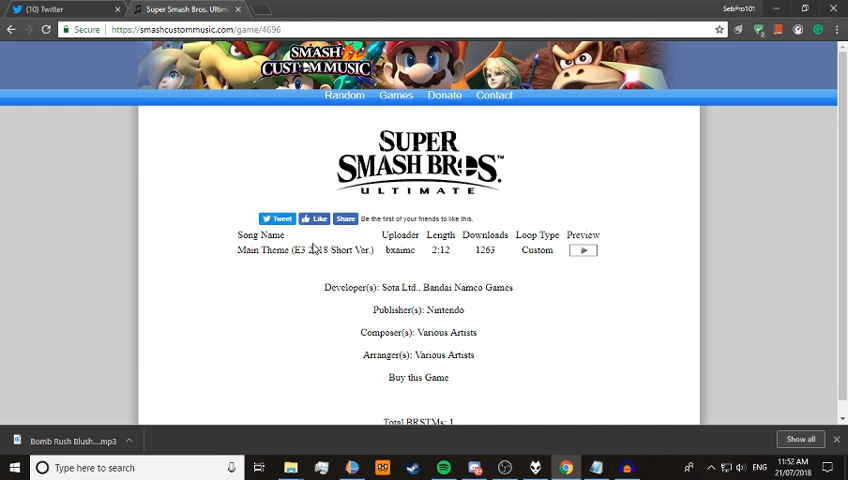 (10) Twitter
Super Smash Bros. Ultim
SebPro101
Secure
https://smashcustommusic.com/game/4696
SMASH
CUSTOM MUSIC
Random Games Donate Contact
SUPER
SMASH BROS.
ULTIMATE
Tweet Like Share Be the first of your friends to like this.
Song Name Uploader Length Downloads Loop Type Preview
Main Theme (E3 2018 Short Ver.) bxaimc 2:12 1263 Custom
Developer(s): Sota Ltd., Bandai Namco Games
Publisher(s): Nintendo
Composer(s): Various Artists
Arranger(s): Various Artists
Buy this Game
Total BRSTMs: 1
Bomb Rush Blush....mp3
Show all
Type here to search
ENG
11:52 AM
21/07/2018